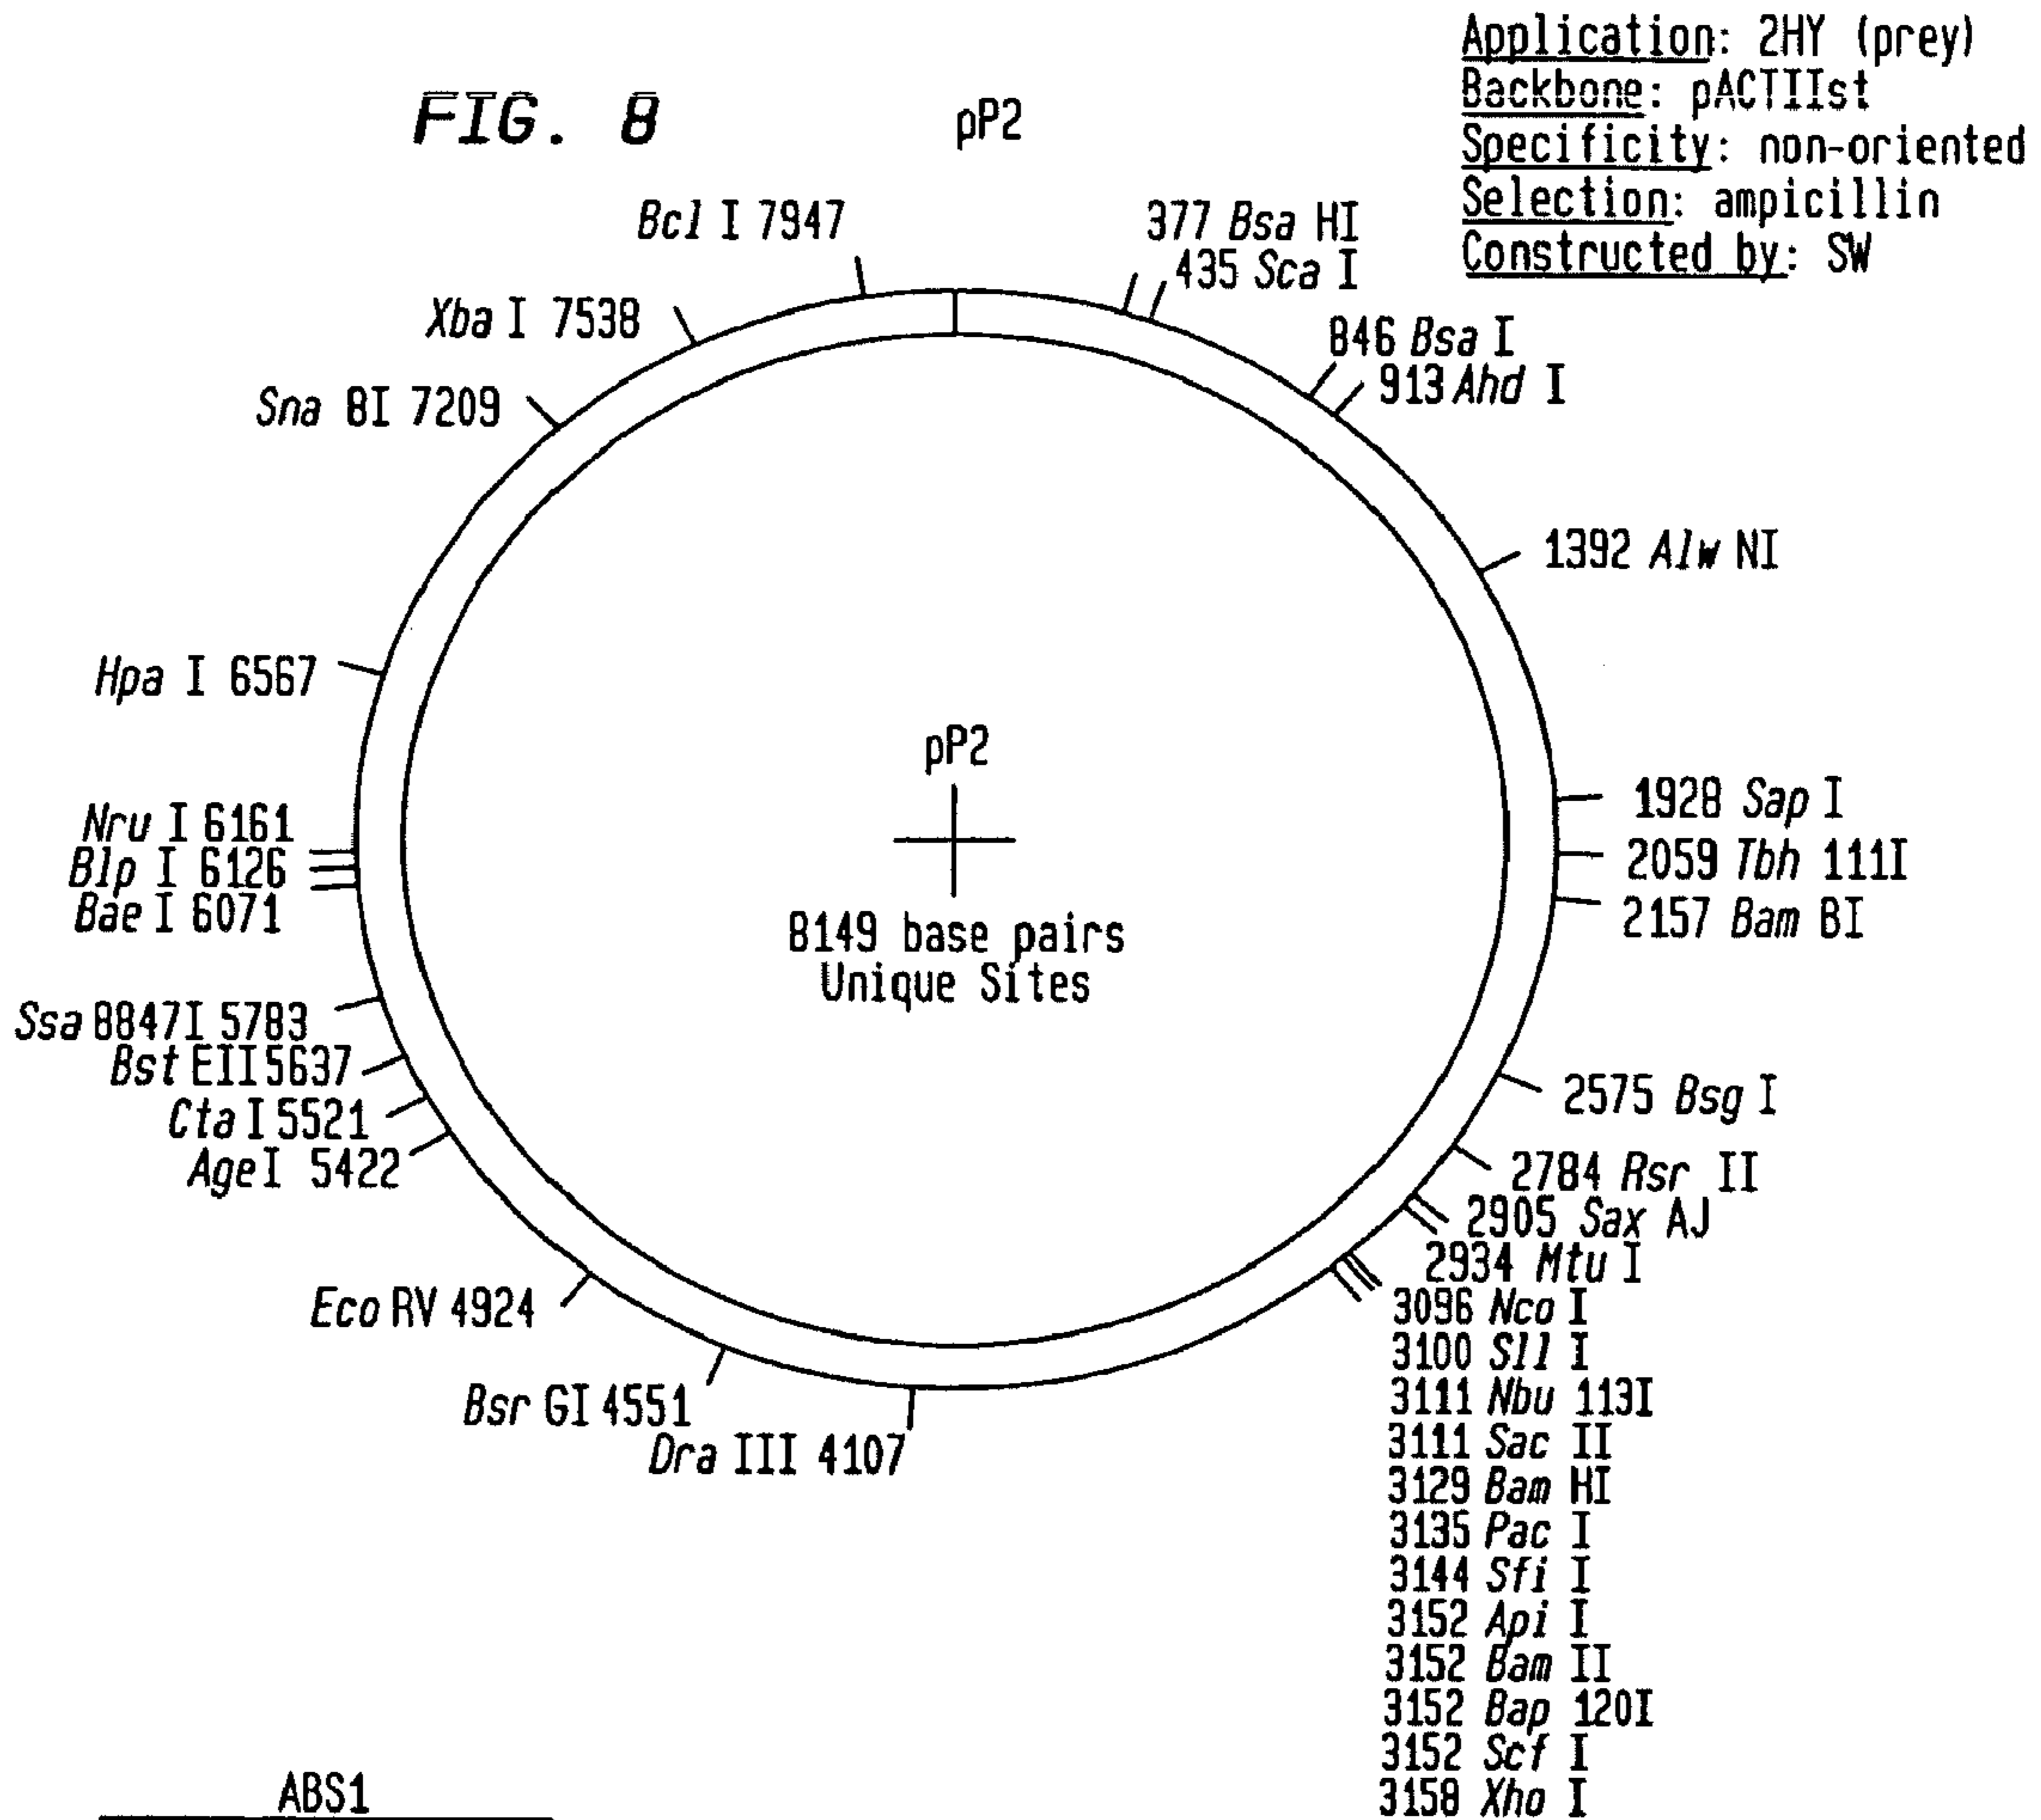 Application: 2HY (prey)
Backbone: pACTIIst
Specificity: non-oriented
Selection: ampicillin
Constructed by: SW
FIG. 8
pP2
Bcl I 7947
Xba I 7538
Sna 8I 7209
Hpa I 6567
Nru I 6161
Blp I 6126
Bae I 6071
Ssa 8847I 5783
Bst EII 5637
Cta I 5521
Age I 5422
Eco RV 4924
Bsr GI 4551
Dra III 4107
377 Bsa HI
435 Sca I
846 Bsa I
913 Ahd I
1392 Alw NI
1928 Sap I
2059 Tbh 111I
2157 Bam BI
2575 Bsg I
2784 Rsr II
2905 Sax AJ
2934 Mtu I
3096 Nco I
3100 Sll I
3111 Nbu 113I
3111 Sac II
3129 Bam HI
3135 Pac I
3144 Sfi I
3152 Api I
3152 Bam II
3152 Bap 120I
3152 Scf I
3158 Xho I
pP2
8149 base pairs
Unique Sites
ABS1